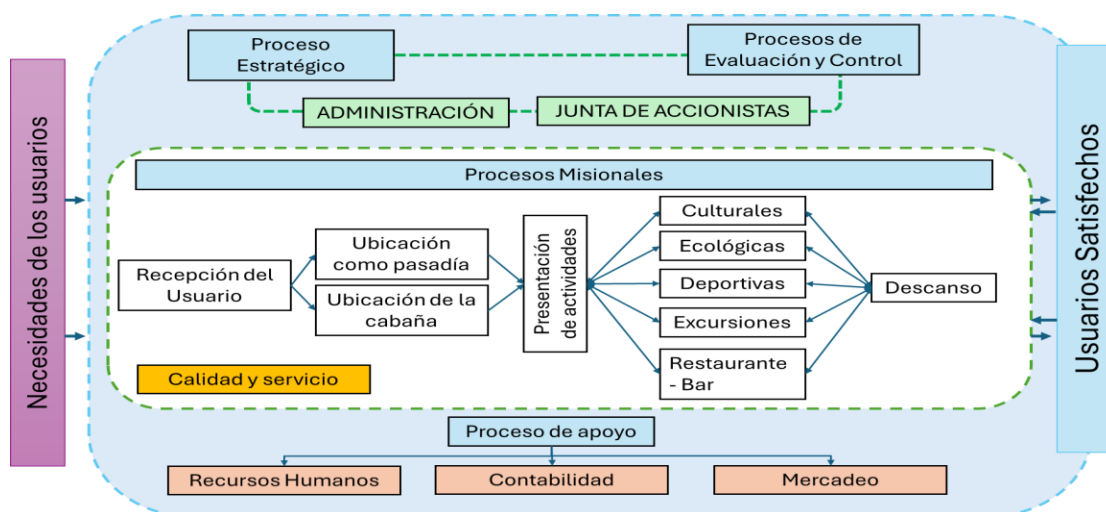 Necesidades de los usuarios
Proceso
Estratégico
Procesos de
Evaluación y Control
ADMINISTRACIÓN
JUNTA DE ACCIONISTAS
Procesos Misionales
Recepción del
Usuario
Ubicación
como pasadía
Ubicación de la
cabaña
Presentación
de actividades
Culturales
Ecológicas
Deportivas
Excursiones
Restaurante
- Bar
Descanso
Calidad y servicio
Proceso de apoyo
Recursos Humanos
Contabilidad
Mercadeo
Usuarios Satisfechos